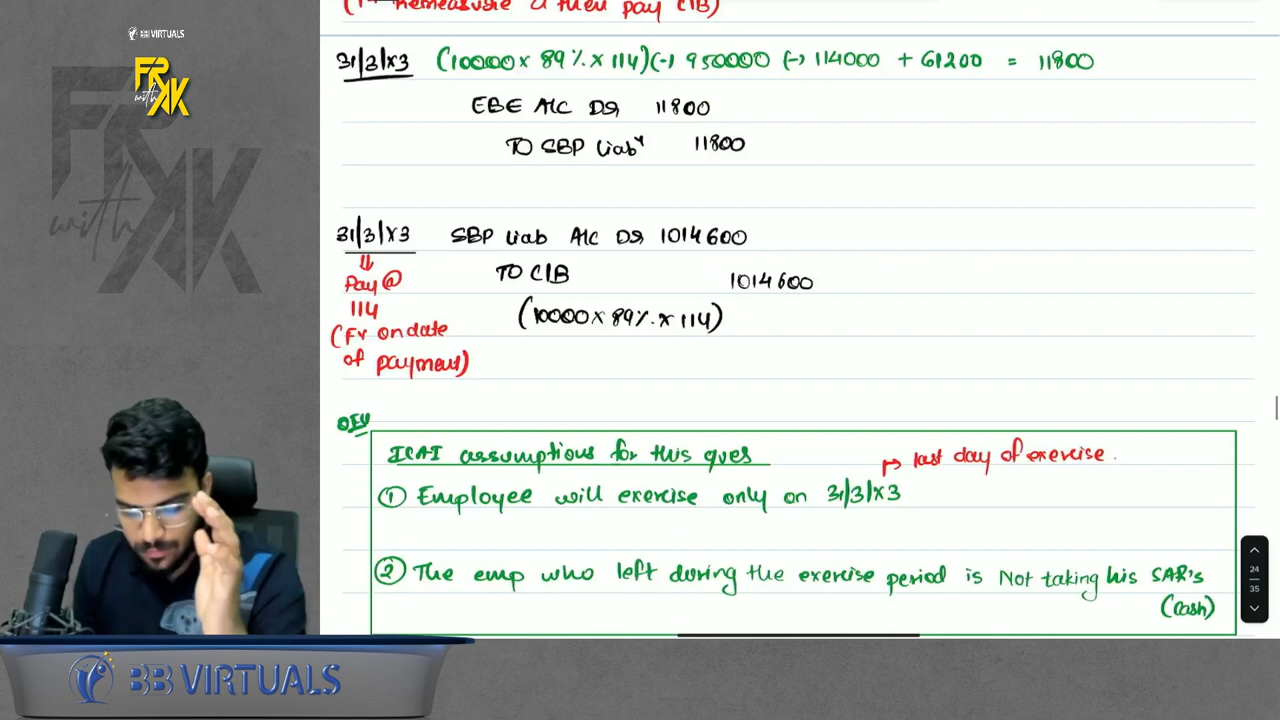 (1st Remeasure & then pay CIB)
BB VIRTUALS
FR
with
AK
31/3/X3 (10000 x 89% x 114) (-) 950000 (-) 114000 + 61200 = 11800
EBE A/c DR 11800
TO SBP Liaby 11800
31/3/X3 SBP Liab A/c DR 1014600
TO CIB 1014600
(10000 x 89% x 114)
Pay @
114
(FV on date
of payment)
ICAI assumptions for this ques
→ last day of exercise.
① Employee will exercise only on 31/3/X3
② The emp who left during the exercise period is Not taking his SAR's
(Cash)
24
35
BB VIRTUALS